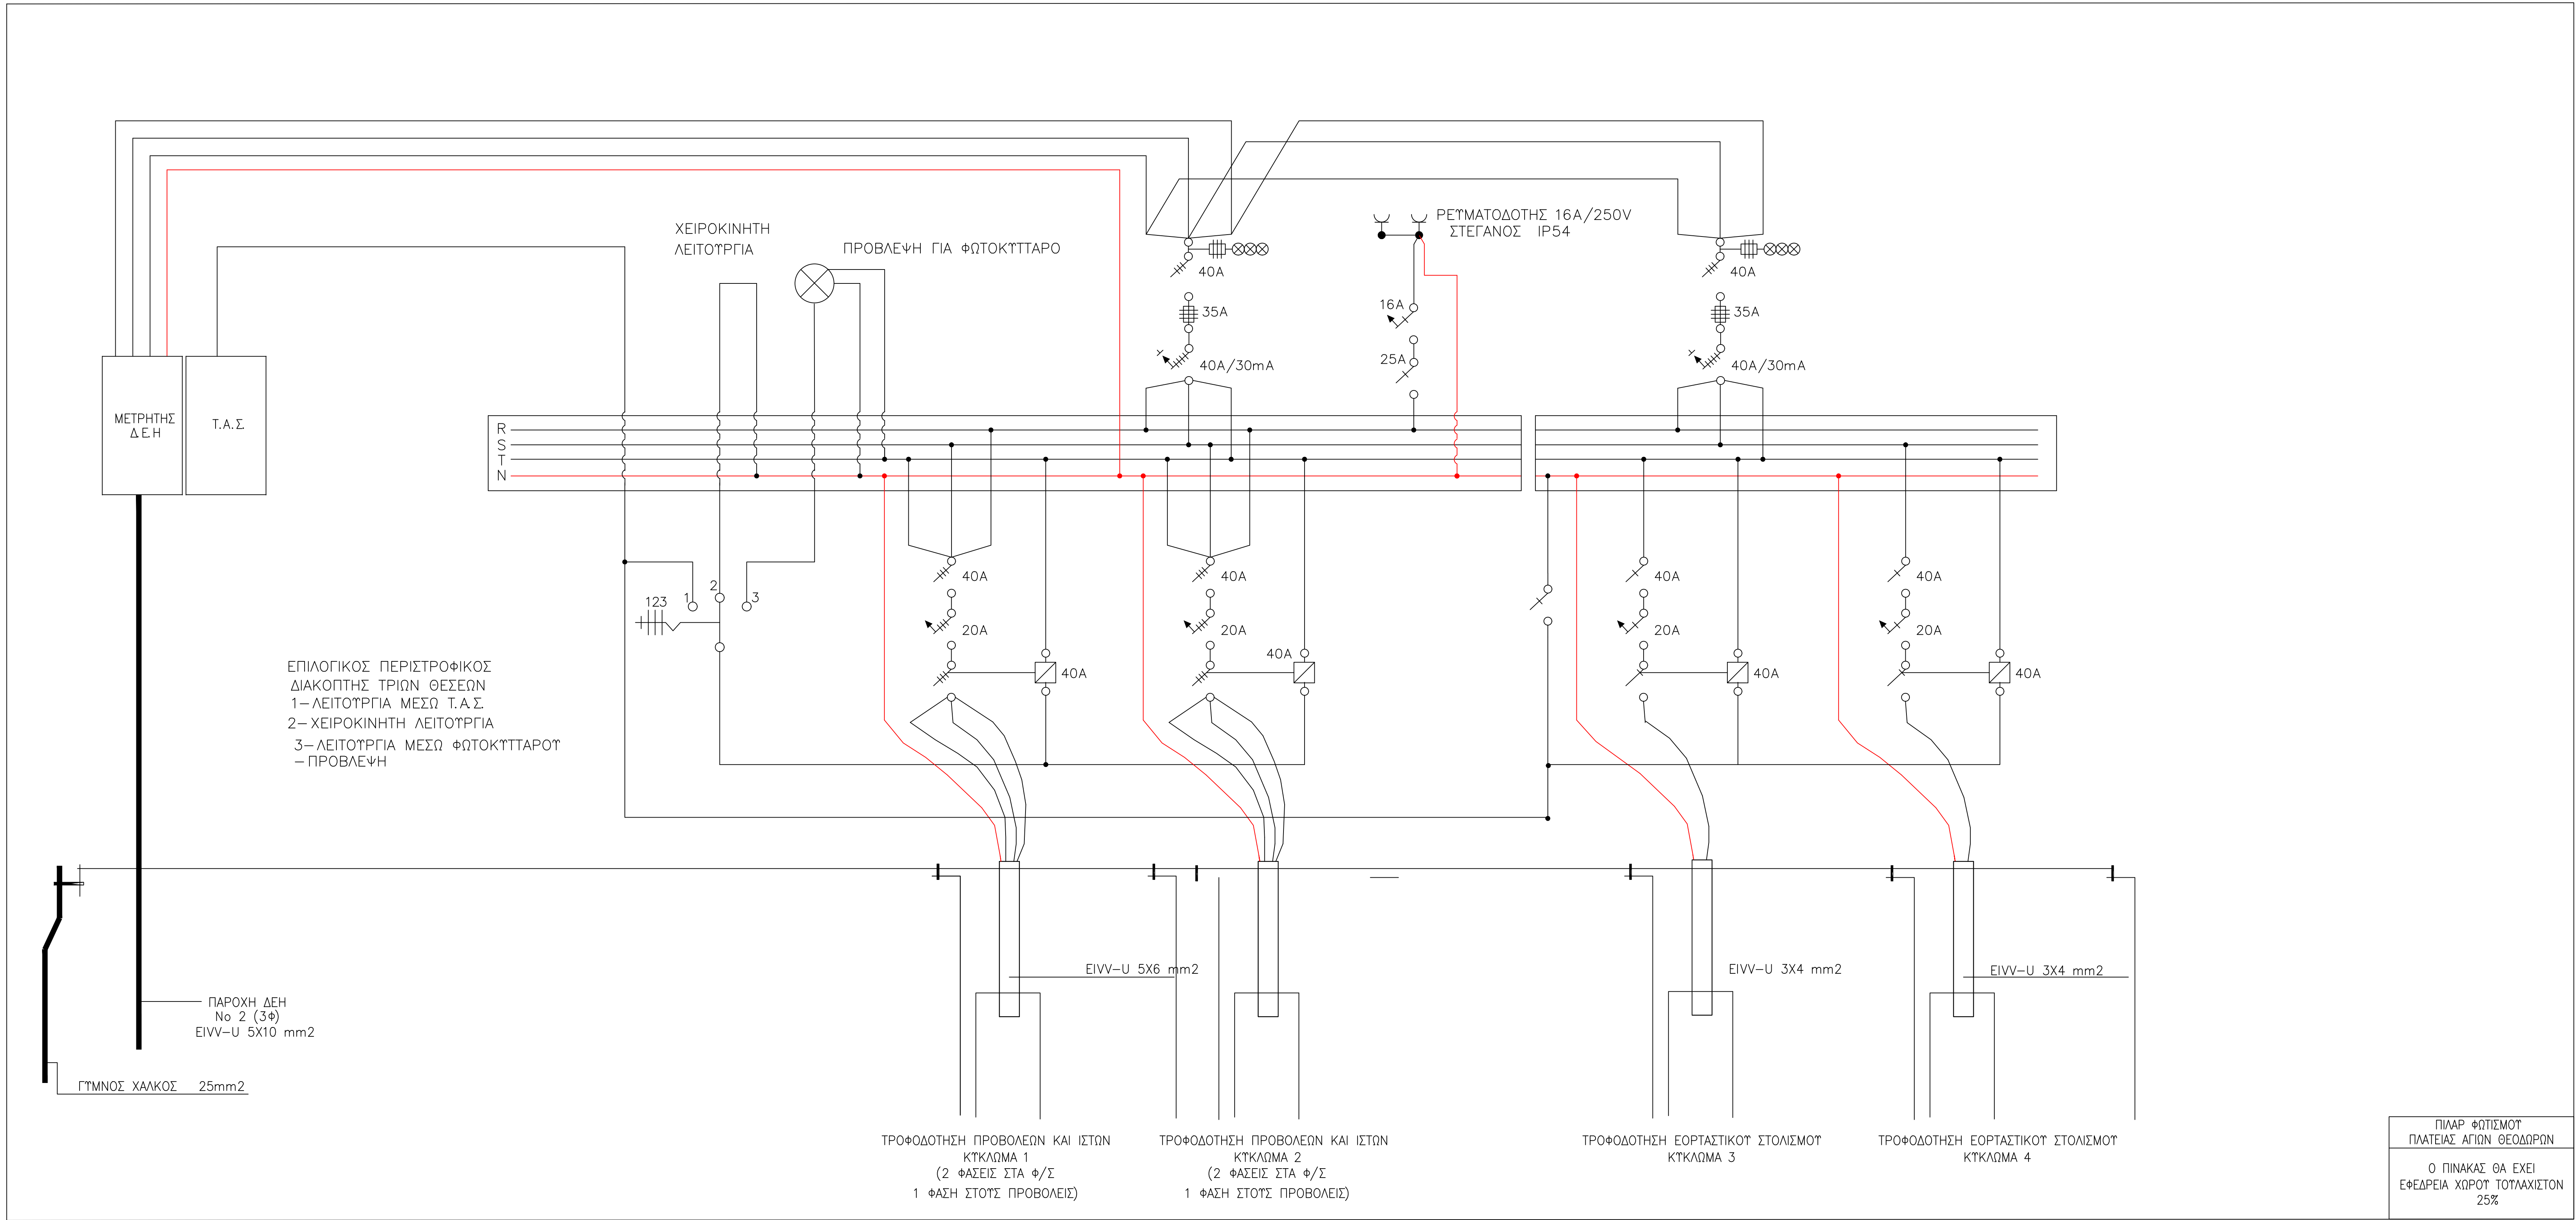 ΧΕΙΡΟΚΙΝΗΤΗ
ΛΕΙΤΟΥΡΓΙΑ
ΠΡΟΒΛΕΨΗ ΓΙΑ ΦΩΤΟΚΥΤΤΑΡΟ
ΡΕΥΜΑΤΟΔΟΤΗΣ 16A/250V
ΣΤΕΓΑΝΟΣ IP54
40A
35A
40A/30mA
16A
25A
40A
35A
40A/30mA
ΜΕΤΡΗΤΗΣ
Δ.Ε.Η
Τ.Α.Σ.
R
S
T
N
123
1
2
3
40A
20A
40A
40A
20A
40A
40A
20A
40A
40A
20A
40A
ΕΠΙΛΟΓΙΚΟΣ ΠΕΡΙΣΤΡΟΦΙΚΟΣ
ΔΙΑΚΟΠΤΗΣ ΤΡΙΩΝ ΘΕΣΕΩΝ
1-ΛΕΙΤΟΥΡΓΙΑ ΜΕΣΩ Τ.Α.Σ.
2-ΧΕΙΡΟΚΙΝΗΤΗ ΛΕΙΤΟΥΡΓΙΑ
3-ΛΕΙΤΟΥΡΓΙΑ ΜΕΣΩ ΦΩΤΟΚΥΤΤΑΡΟΥ
-ΠΡΟΒΛΕΨΗ
EIVV-U 5X6 mm2
EIVV-U 3X4 mm2
EIVV-U 3X4 mm2
ΠΑΡΟΧΗ ΔΕΗ
No 2 (3Φ)
EIVV-U 5X10 mm2
ΓΥΜΝΟΣ ΧΑΛΚΟΣ 25mm2
ΤΡΟΦΟΔΟΤΗΣΗ ΠΡΟΒΟΛΕΩΝ ΚΑΙ ΙΣΤΩΝ
ΚΥΚΛΩΜΑ 1
(2 ΦΑΣΕΙΣ ΣΤΑ Φ/Σ
1 ΦΑΣΗ ΣΤΟΥΣ ΠΡΟΒΟΛΕΙΣ)
ΤΡΟΦΟΔΟΤΗΣΗ ΠΡΟΒΟΛΕΩΝ ΚΑΙ ΙΣΤΩΝ
ΚΥΚΛΩΜΑ 2
(2 ΦΑΣΕΙΣ ΣΤΑ Φ/Σ
1 ΦΑΣΗ ΣΤΟΥΣ ΠΡΟΒΟΛΕΙΣ)
ΤΡΟΦΟΔΟΤΗΣΗ ΕΟΡΤΑΣΤΙΚΟΥ ΣΤΟΛΙΣΜΟΥ
ΚΥΚΛΩΜΑ 3
ΤΡΟΦΟΔΟΤΗΣΗ ΕΟΡΤΑΣΤΙΚΟΥ ΣΤΟΛΙΣΜΟΥ
ΚΥΚΛΩΜΑ 4
ΠΙΛΑΡ ΦΩΤΙΣΜΟΥ
ΠΛΑΤΕΙΑΣ ΑΓΙΩΝ ΘΕΟΔΩΡΩΝ
Ο ΠΙΝΑΚΑΣ ΘΑ ΕΧΕΙ
ΕΦΕΔΡΕΙΑ ΧΩΡΟΥ ΤΟΥΛΑΧΙΣΤΟΝ
25%